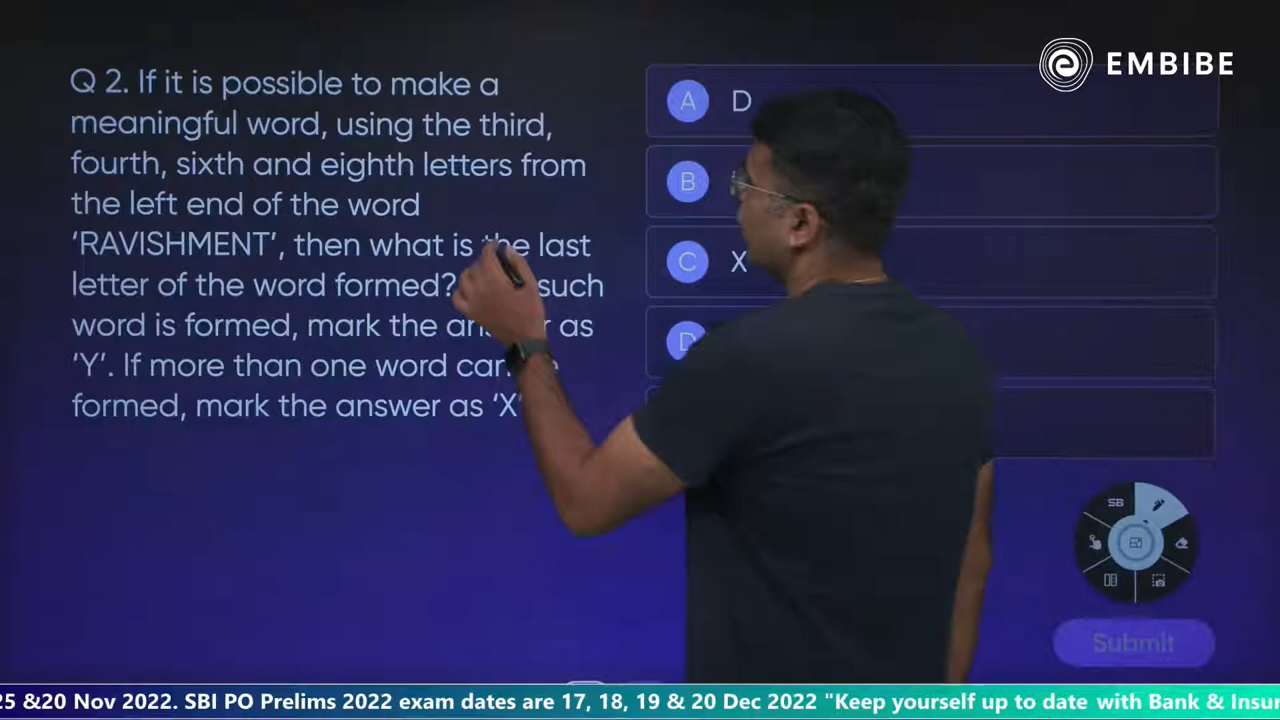 EMBIBE
Q 2. If it is possible to make a
meaningful word, using the third,
fourth, sixth and eighth letters from
the left end of the word
‘RAVISHMENT’, then what is the last
letter of the word formed? such
word is formed, mark the as
‘Y’. If more than one word
formed, mark the answer as ‘X’
A D
B
C X
D
SB
Submit
25 &20 Nov 2022. SBI PO Prelims 2022 exam dates are 17, 18, 19 & 20 Dec 2022 "Keep yourself up to date with Bank &